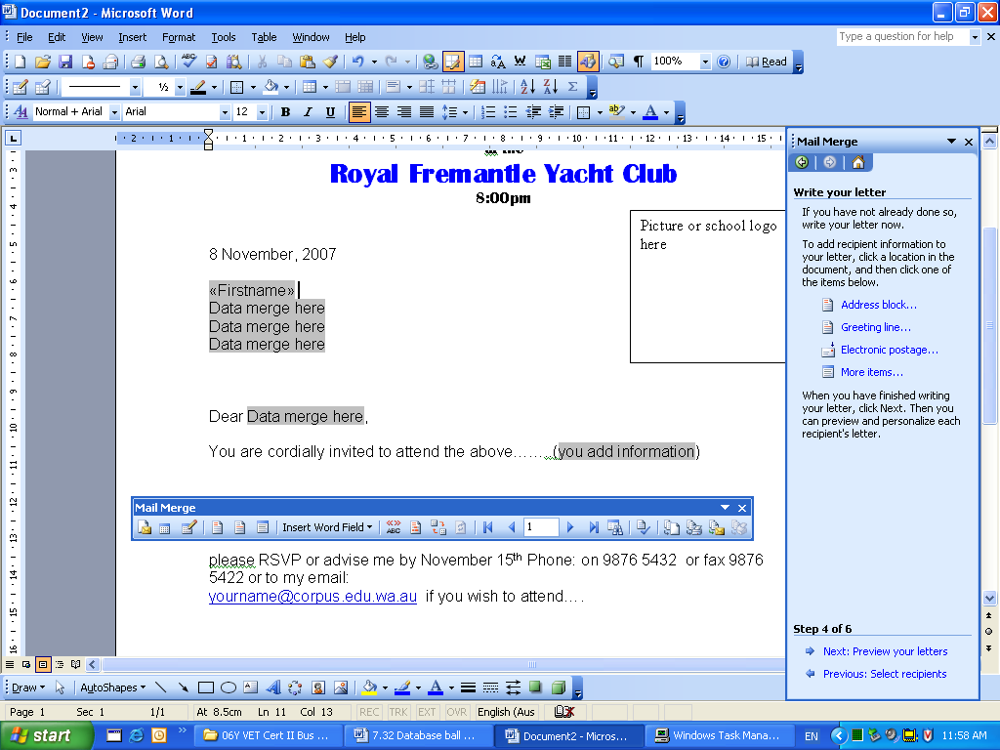 Document2 - Microsoft Word
File Edit View Insert Format Tools Table Window Help
Type a question for help
100%
Read
½
Normal + Arial
Arial
12
B I U
Royal Fremantle Yacht Club
8:00pm
Picture or school logo
here
8 November, 2007
«Firstname»
Data merge here
Data merge here
Data merge here
Dear Data merge here,
You are cordially invited to attend the above…….,(you add information)
Mail Merge
Insert Word Field
1
please RSVP or advise me by November 15th Phone: on 9876 5432 or fax 9876
5422 or to my email:
yourname@corpus.edu.wa.au if you wish to attend….
Mail Merge
Write your letter
If you have not already done so,
write your letter now.
To add recipient information to
your letter, click a location in the
document, and then click one of
the items below.
Address block...
Greeting line...
Electronic postage...
More items...
When you have finished writing
your letter, click Next. Then you
can preview and personalize each
recipient's letter.
Step 4 of 6
Next: Preview your letters
Previous: Select recipients
Draw AutoShapes
Page 1 Sec 1 1/1 At 8.5cm Ln 11 Col 13 REC TRK EXT OVR English (Aus
start
06Y VET Cert II Bus ...
7.32 Database ball ...
Document2 - Micros...
Windows Task Mana...
EN
11:58 AM